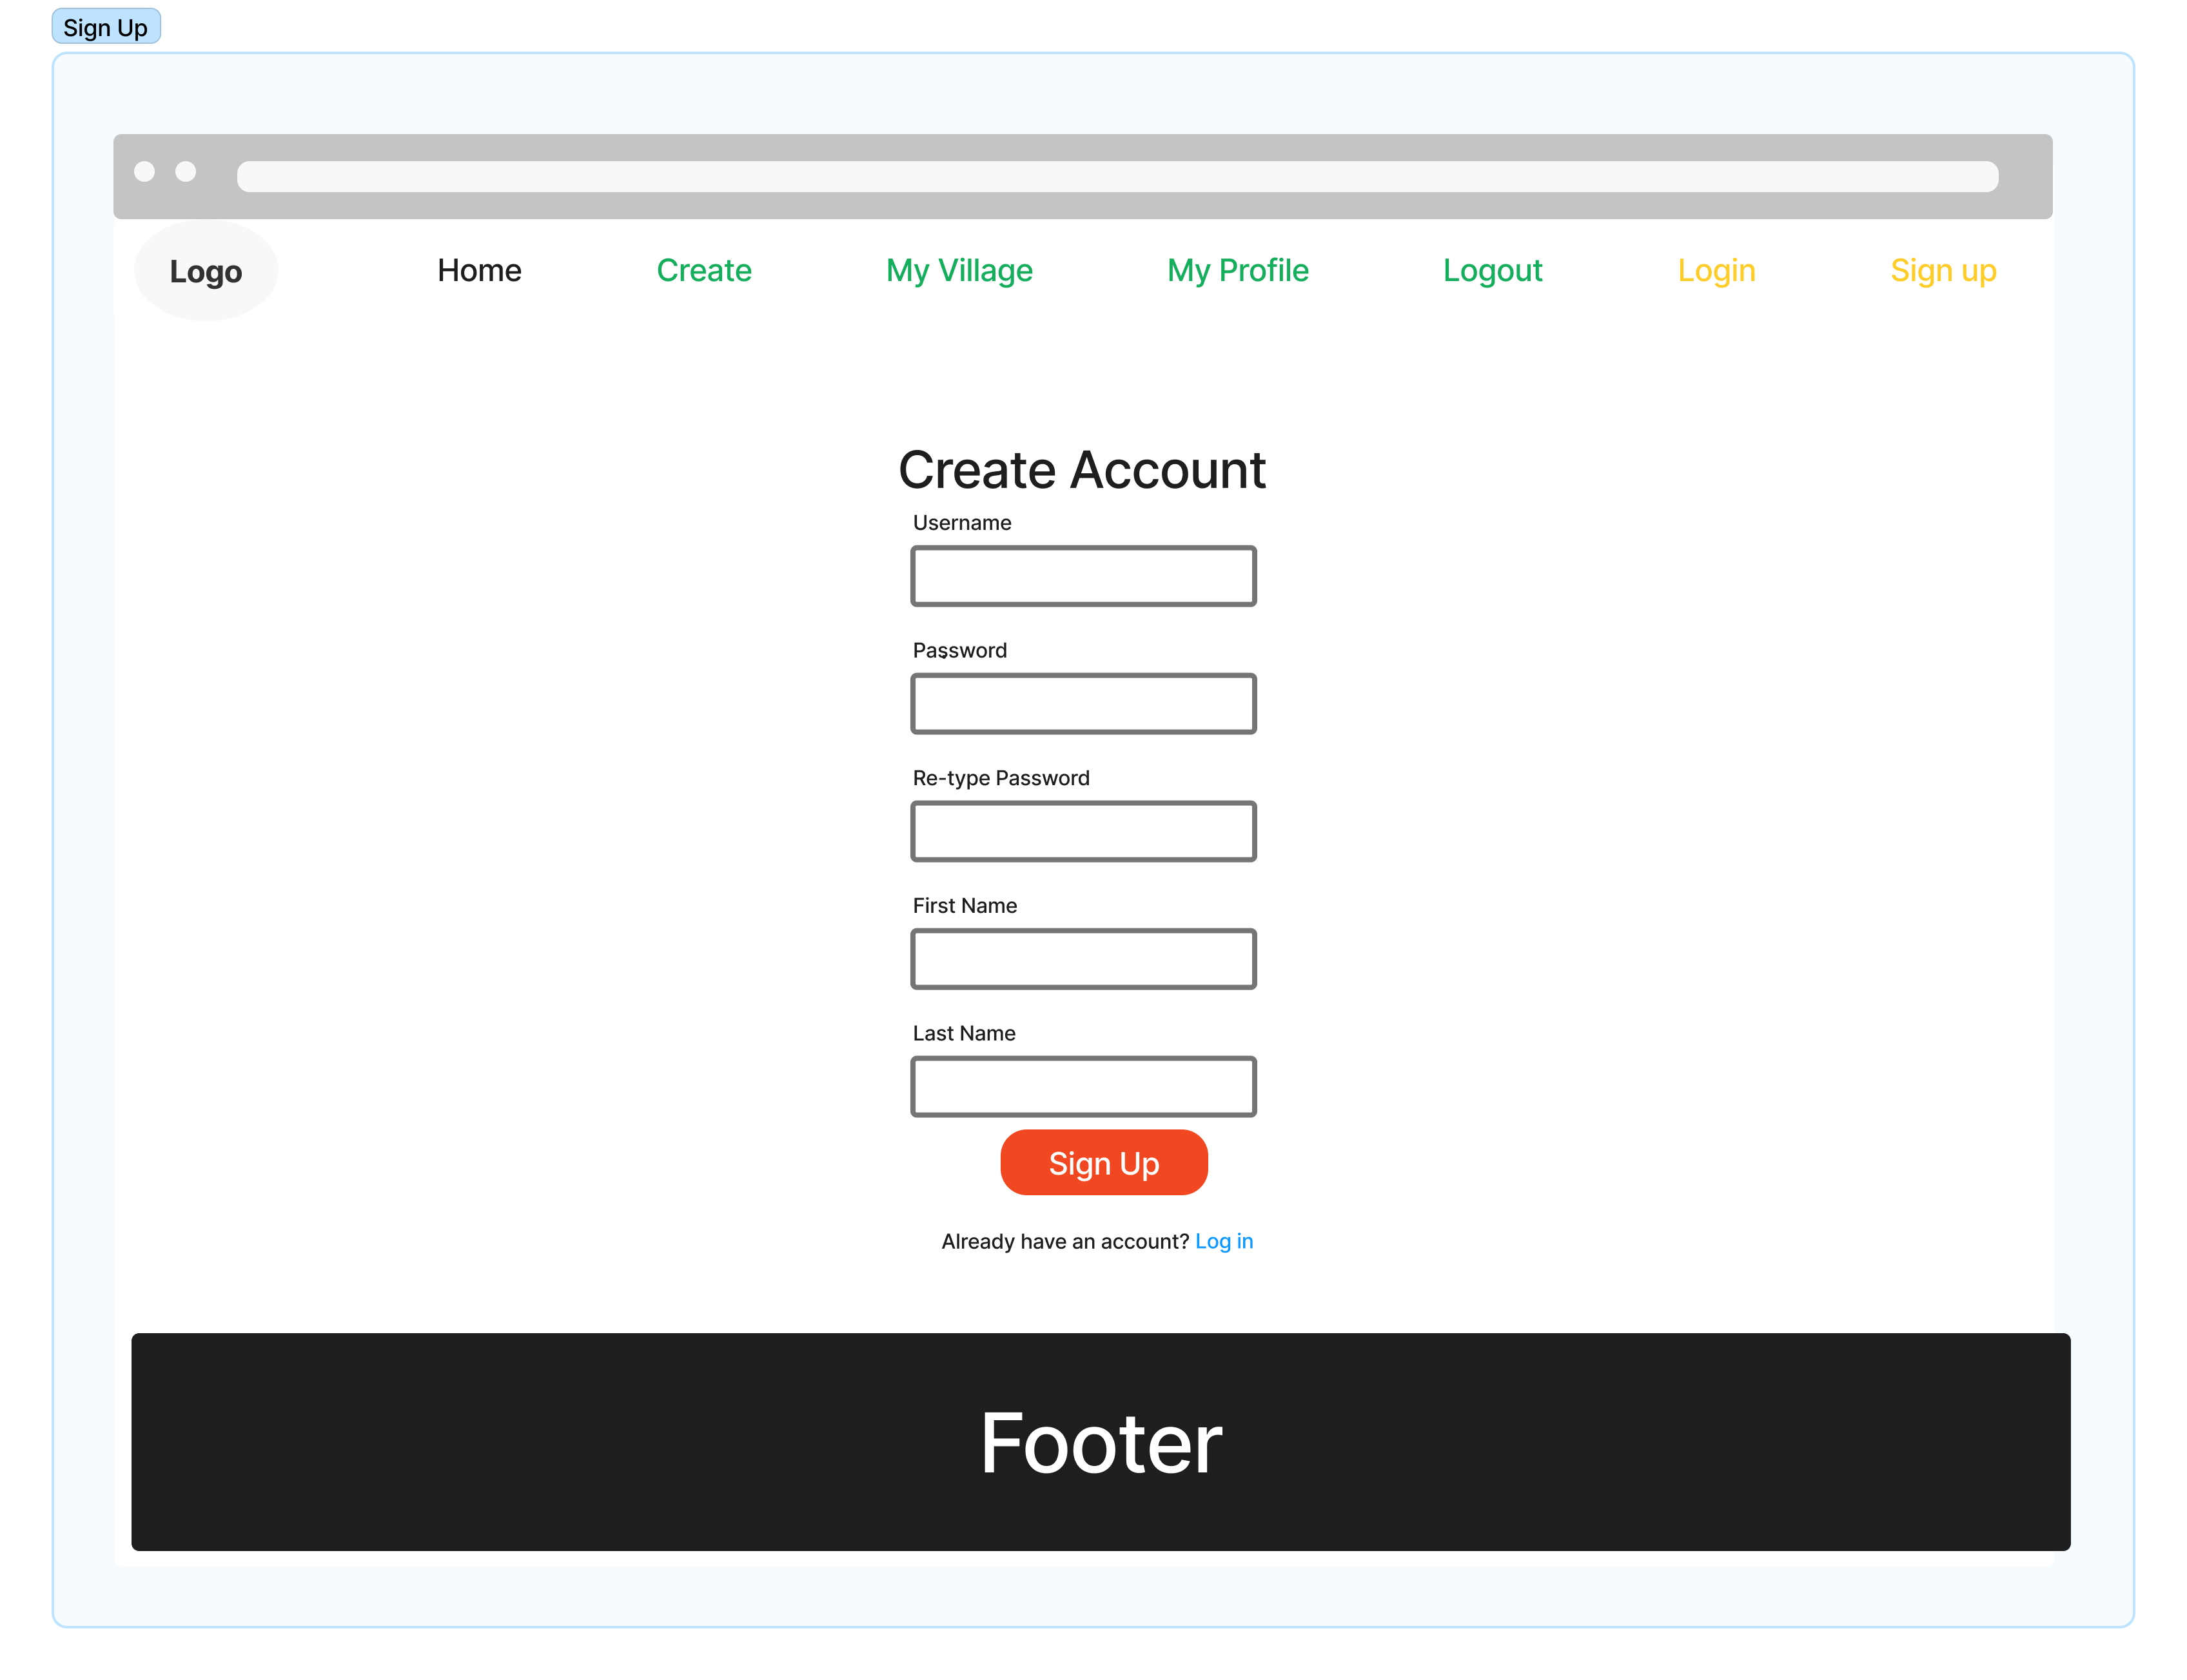 Sign Up
Logo Home Create My Village My Profile Logout Login Sign up
Create Account
Username
Password
Re-type Password
First Name
Last Name
Sign Up
Already have an account? Log in
Footer